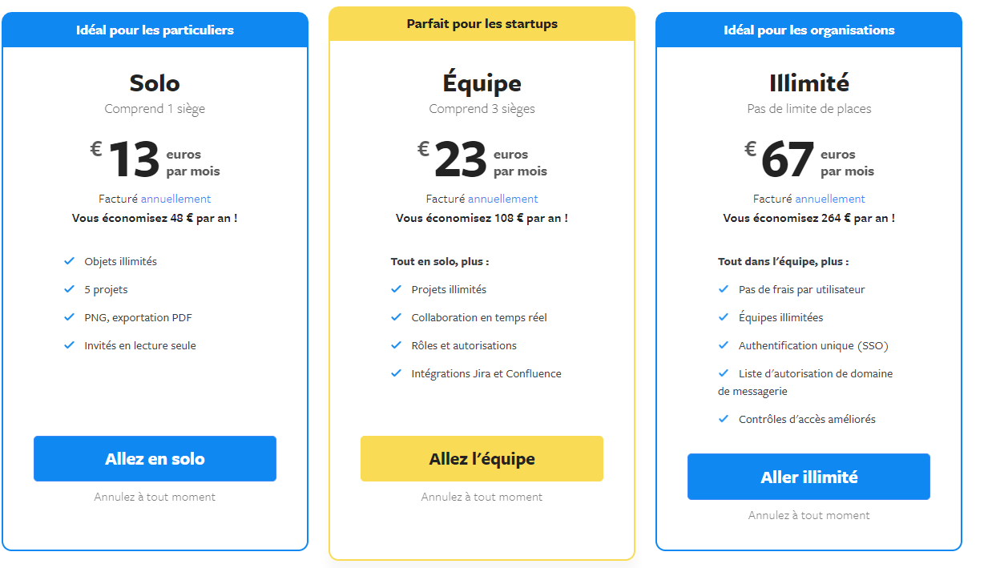 Idéal pour les particuliers
Solo
Comprend 1 siège
€ 13 euros
par mois
Facturé annuellement
Vous économisez 48 € par an !
Objets illimités
5 projets
PNG, exportation PDF
Invités en lecture seule
Allez en solo
Annulez à tout moment
Parfait pour les startups
Équipe
Comprend 3 sièges
€ 23 euros
par mois
Facturé annuellement
Vous économisez 108 € par an !
Tout en solo, plus :
Projets illimités
Collaboration en temps réel
Rôles et autorisations
Intégrations Jira et Confluence
Allez l'équipe
Annulez à tout moment
Idéal pour les organisations
Illimité
Pas de limite de places
€ 67 euros
par mois
Facturé annuellement
Vous économisez 264 € par an !
Tout dans l'équipe, plus :
Pas de frais par utilisateur
Équipes illimitées
Authentification unique (SSO)
Liste d'autorisation de domaine
de messagerie
Contrôles d'accès améliorés
Aller illimité
Annulez à tout moment